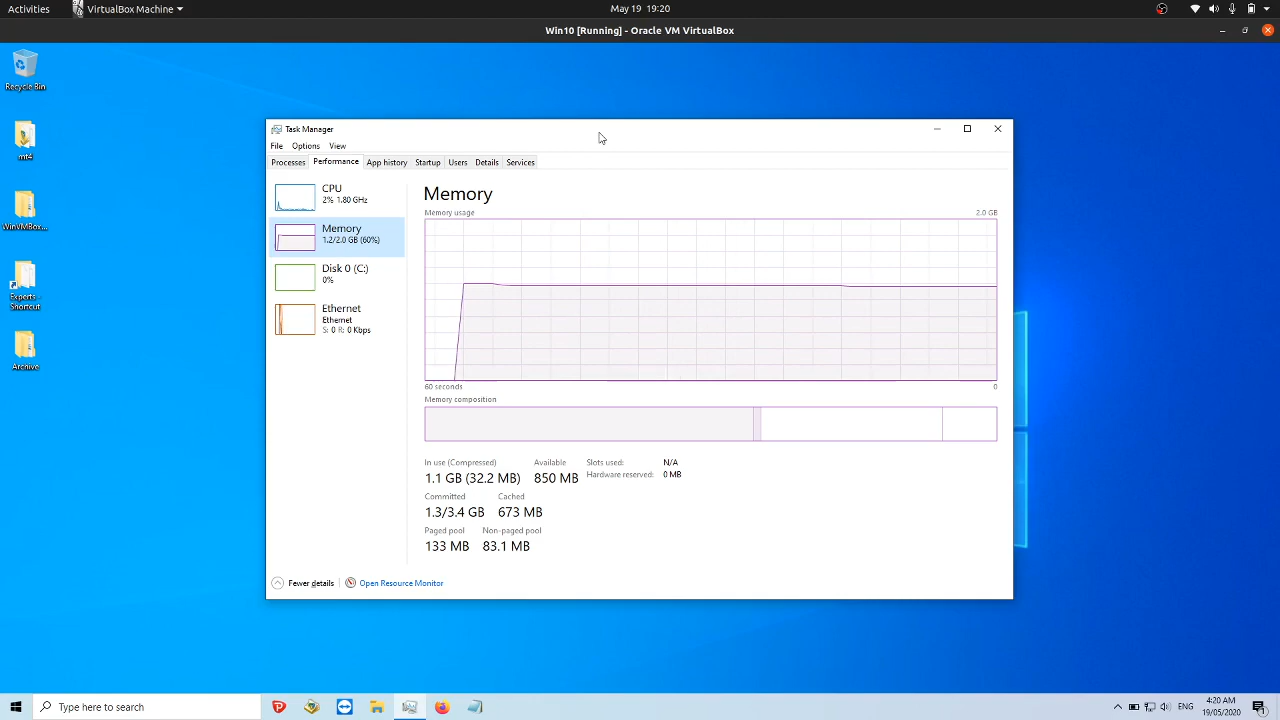 Activities
VirtualBox Machine
May 19 19:20
Win10 [Running] - Oracle VM VirtualBox
Recycle Bin
mt4
WinVMBox...
Experts - Shortcut
Archive
Task Manager
File Options View
Processes Performance App history Startup Users Details Services
CPU
2% 1.80 GHz
Memory
1.2/2.0 GB (60%)
Disk 0 (C:)
0%
Ethernet
Ethernet
S: 0 R: 0 Kbps
Memory
Memory usage 2.0 GB
60 seconds 0
Memory composition
In use (Compressed) Available Slots used: N/A
Hardware reserved: 0 MB
1.1 GB (32.2 MB) 850 MB
Committed Cached
1.3/3.4 GB 673 MB
Paged pool Non-paged pool
133 MB 83.1 MB
Fewer details Open Resource Monitor
Type here to search
ENG
4:20 AM
19/05/2020
1